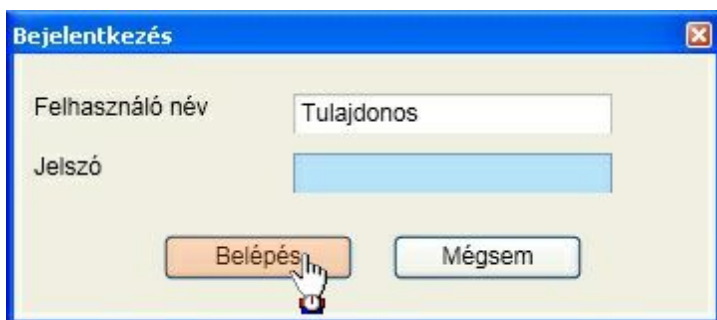 Bejelentkezés
Felhasználó név Tulajdonos
Jelszó
Belépés Mégsem